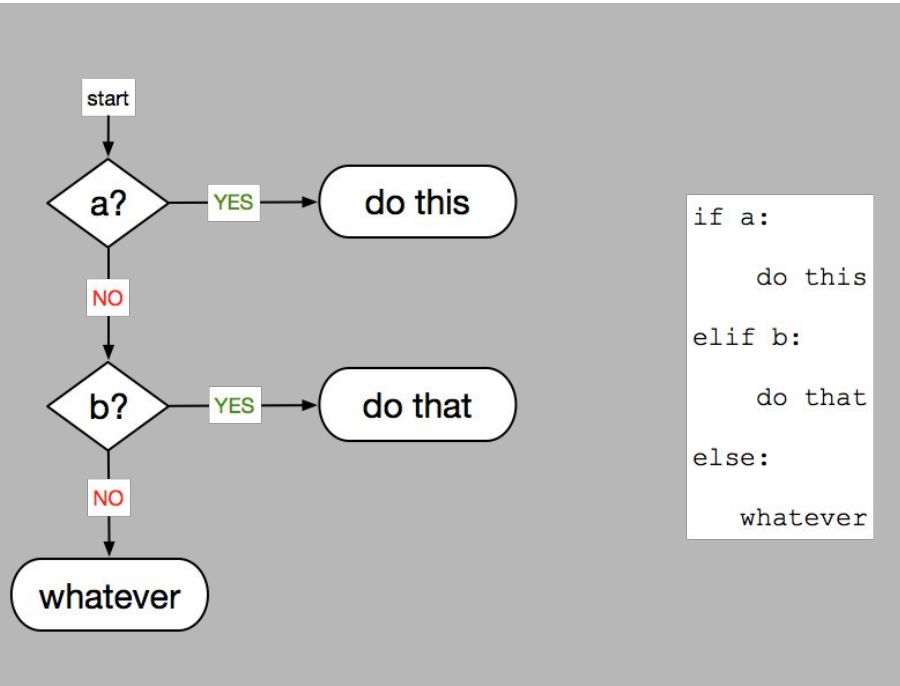 start
a?
YES
do this
NO
b?
YES
do that
NO
whatever
if a:
    do this
elif b:
    do that
else:
   whatever